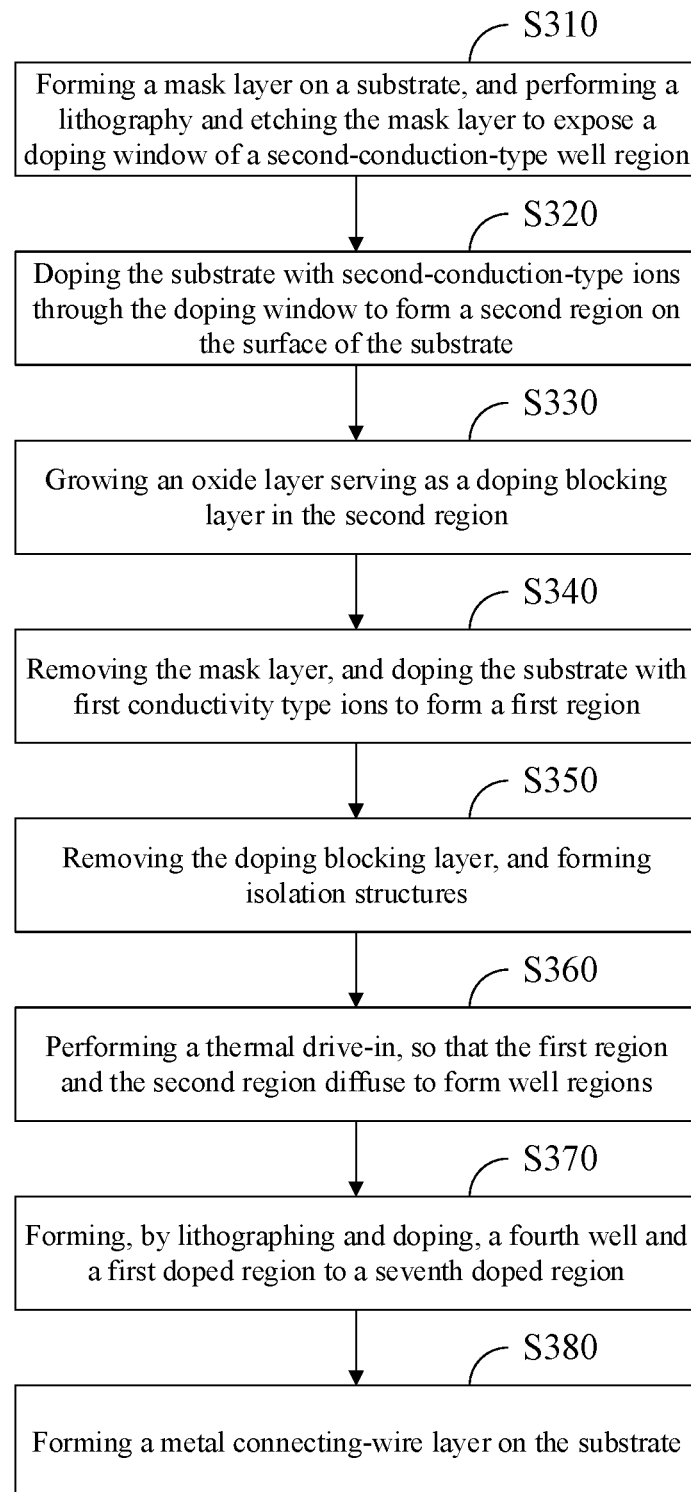 S310
Forming a mask layer on a substrate, and performing a
lithography and etching the mask layer to expose a
doping window of a second-conduction-type well region
S320
Doping the substrate with second-conduction-type ions
through the doping window to form a second region on
the surface of the substrate
S330
Growing an oxide layer serving as a doping blocking
layer in the second region
S340
Removing the mask layer, and doping the substrate with
first conductivity type ions to form a first region
S350
Removing the doping blocking layer, and forming
isolation structures
S360
Performing a thermal drive-in, so that the first region
and the second region diffuse to form well regions
S370
Forming, by lithographing and doping, a fourth well and
a first doped region to a seventh doped region
S380
Forming a metal connecting-wire layer on the substrate